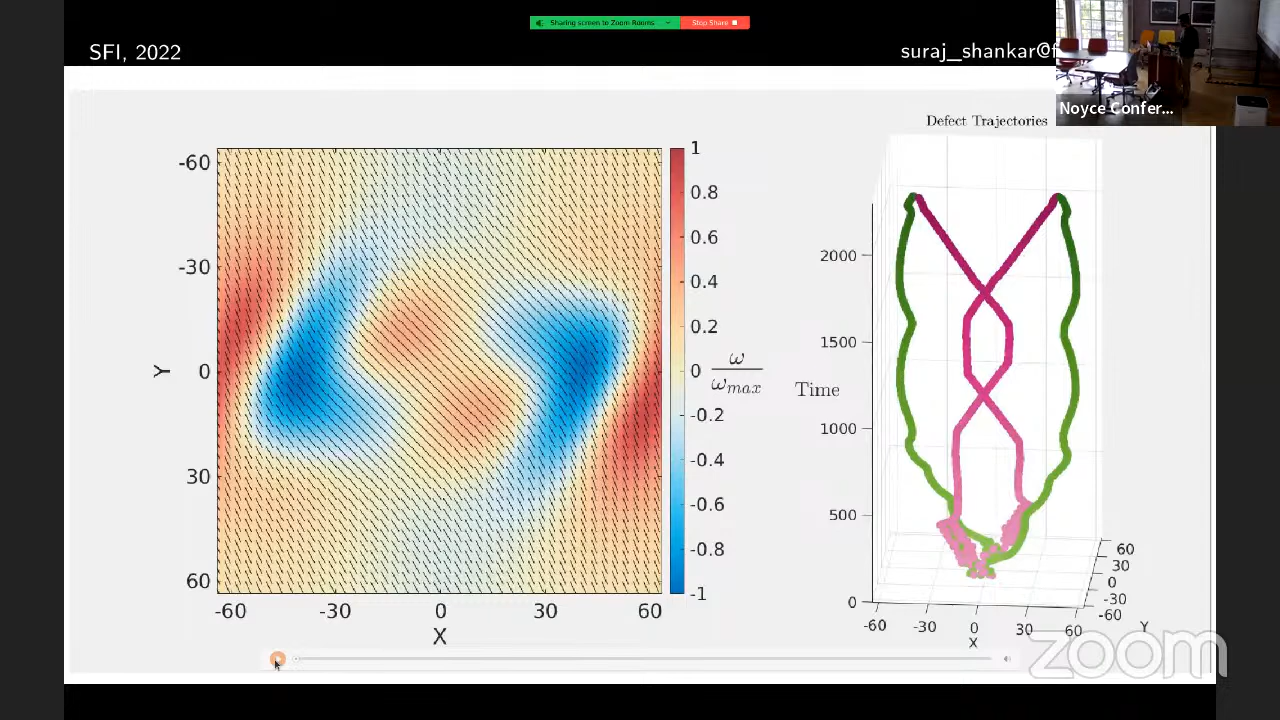 Sharing screen to Zoom Rooms
Stop Share
SFI, 2022
suraj_shankar@f
Noyce Confer...
Defect Trajectories
-60
-30
Y
0
30
60
-60
-30
0
30
60
X
1
0.8
0.6
0.4
0.2
0
-0.2
-0.4
-0.6
-0.8
-1
ω
ωmax
Time
2000
1500
1000
500
0
-60
-30
0
30
60
X
60
30
0
-30
-60
Y
zoom